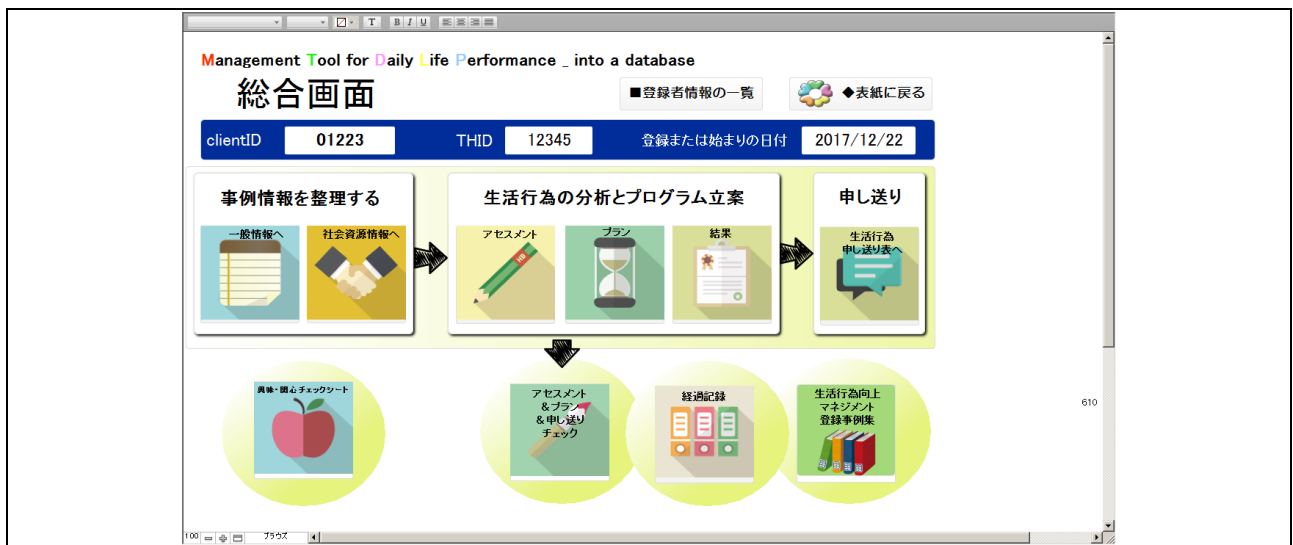 T B I U
Management Tool for Daily Life Performance _ into a database
総合画面
■登録者情報の一覧
◆表紙に戻る
clientID 01223 THID 12345 登録または始まりの日付 2017/12/22
事例情報を整理する
一般情報へ
社会資源情報へ
生活行為の分析とプログラム立案
アセスメント
プラン
結果
申し送り
生活行為
申し送り表へ
HB
興味・関心チェックシート
アセスメント
&プラン
&申し送り
チェック
経過記録
生活行為向上
マネジメント
登録事例集
610
100 ブラウズ